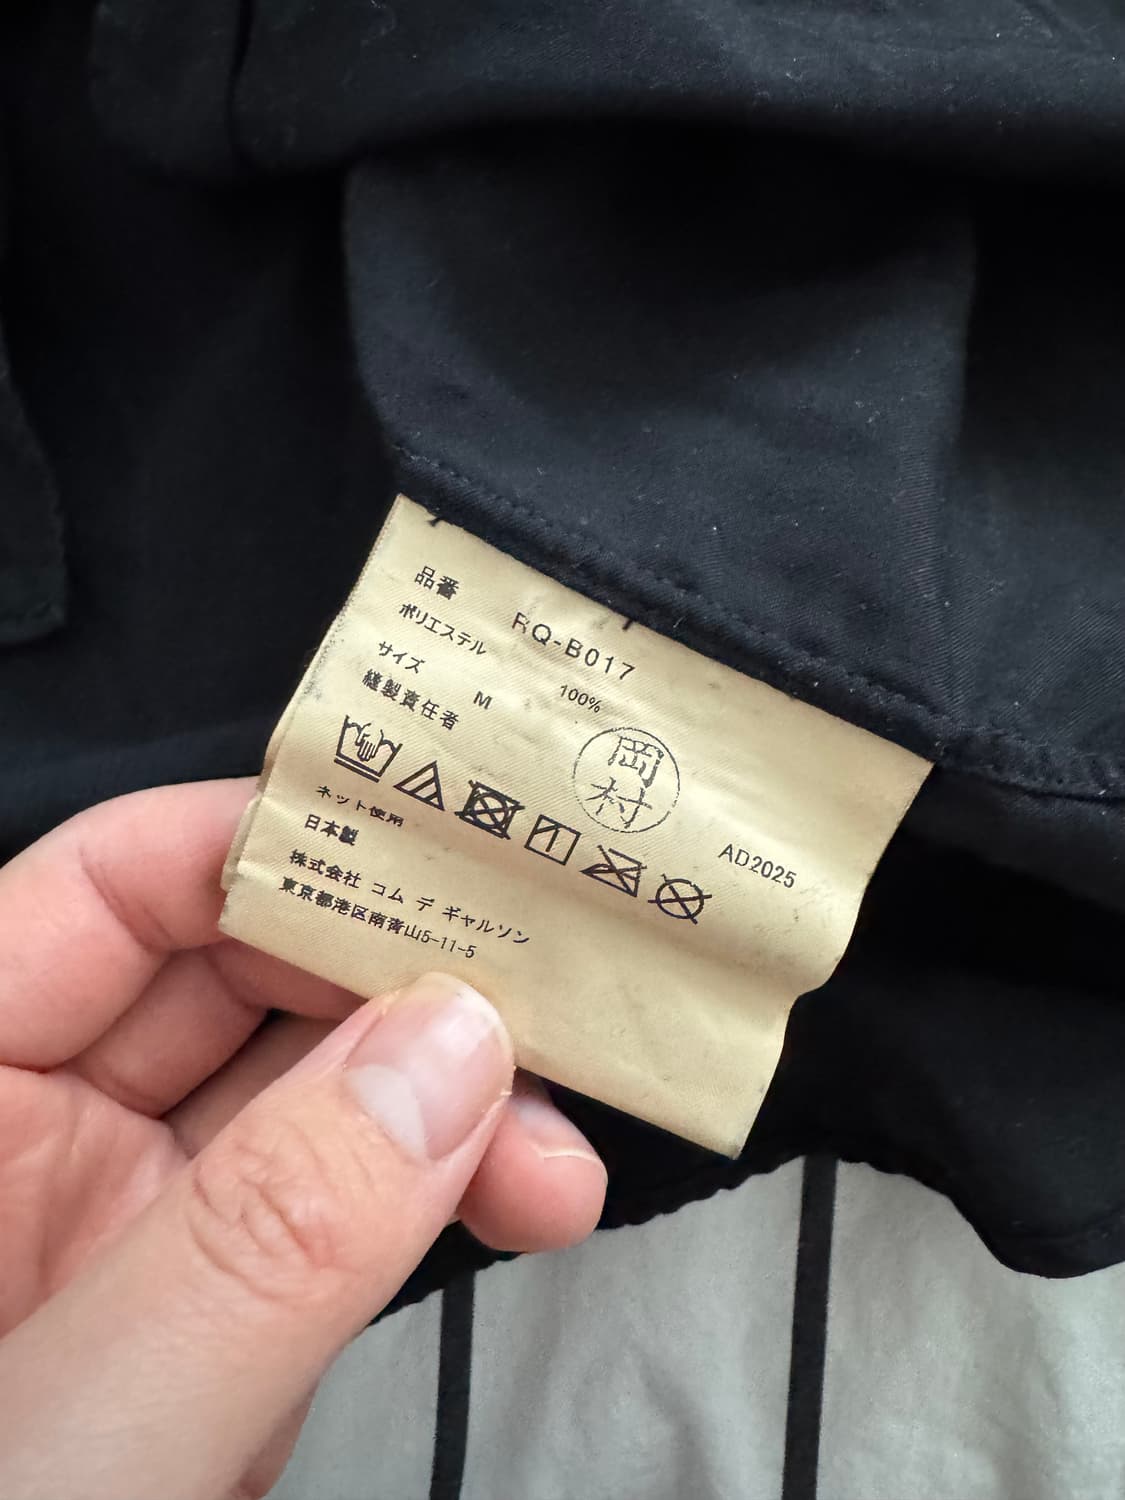 品番 RQ-B017
ポリエステル 100%
サイズ M
縫製責任者 岡村
ネット使用
AD2025
日本製
株式会社 コム デ ギャルソン
東京都港区南青山5-11-5